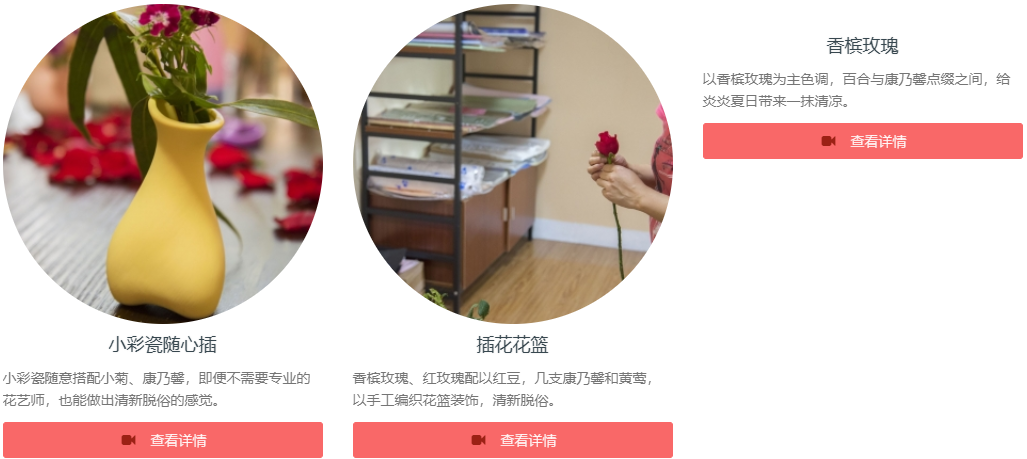 小彩瓷随心插
小彩瓷随意搭配小菊、康乃馨，即便不需要专业的
花艺师，也能做出清新脱俗的感觉。
查看详情
插花花篮
香槟玫瑰、红玫瑰配以红豆，几支康乃馨和黄莺，
以手工编织花篮装饰，清新脱俗。
查看详情
香槟玫瑰
以香槟玫瑰为主色调，百合与康乃馨点缀之间，给
炎炎夏日带来一抹清凉。
查看详情